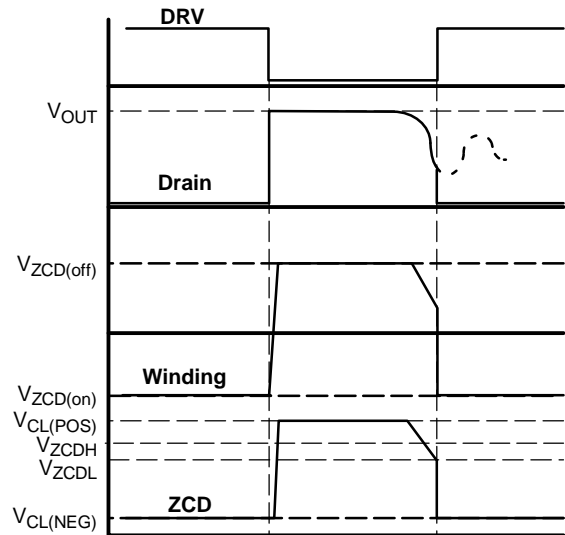 DRV
VOUT
Drain
VZCD(off)
Winding
VZCD(on)
VCL(POS)
VZCDH
VZCDL
ZCD
VCL(NEG)